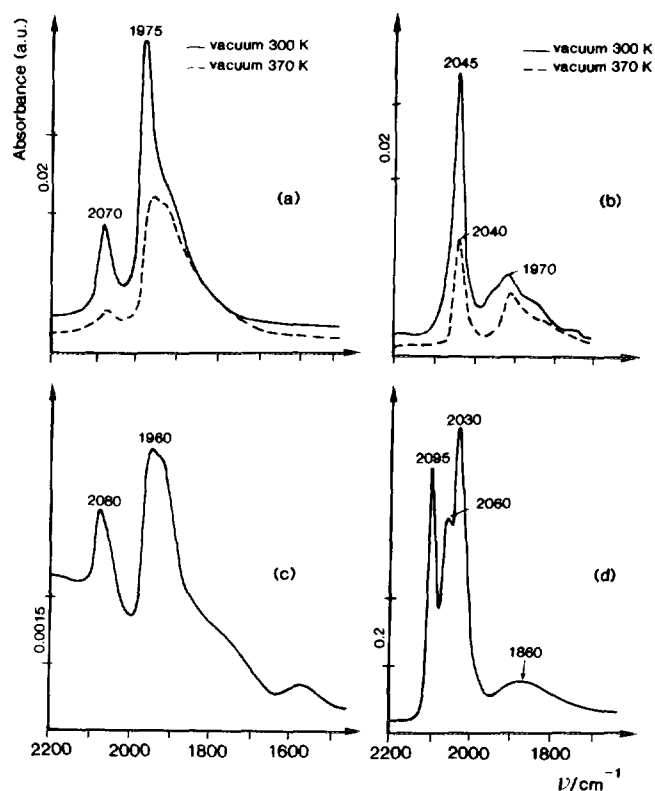 Absorbance (a.u.)
1975
vacuum 300 K
vacuum 370 K
0.02
2070
(a)
2045
vacuum 300 K
vacuum 370 K
0.02
2040
1970
(b)
1960
2080
(c)
0.0015
2200 2000 1800 1600
2030
2095
2060
(d)
0.2
1860
2200 2000 1800
ν/cm⁻¹